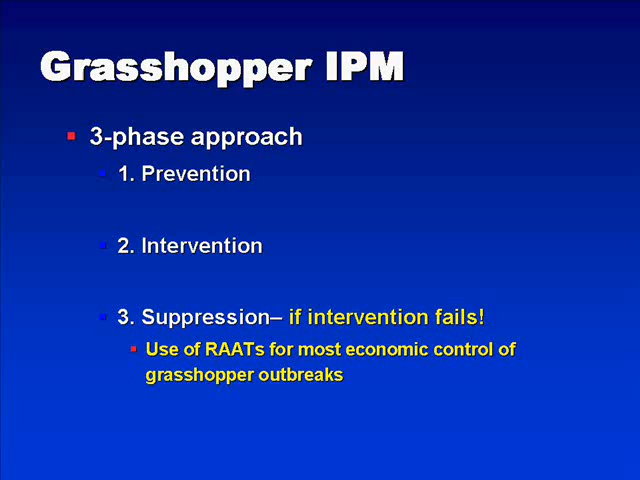 Grasshopper IPM
3-phase approach
1. Prevention
2. Intervention
3. Suppression– if intervention fails!
Use of RAATs for most economic control of
grasshopper outbreaks